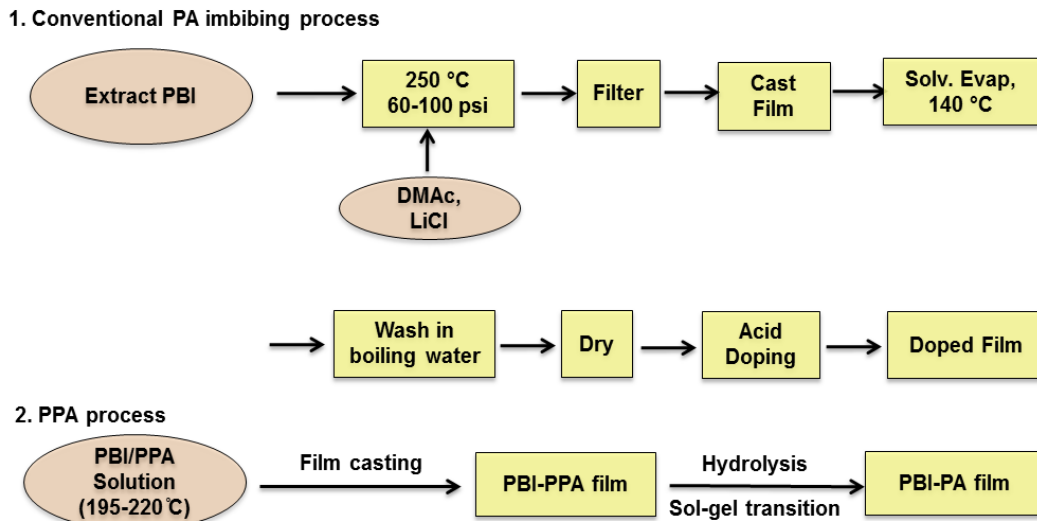 1. Conventional PA imbibing process
Extract PBI
250 °C
60-100 psi
Filter
Cast
Film
Solv. Evap,
140 °C
DMAc,
LiCl
Wash in
boiling water
Dry
Acid
Doping
Doped Film
2. PPA process
PBI/PPA
Solution
(195-220℃)
Film casting
PBI-PPA film
Hydrolysis
Sol-gel transition
PBI-PA film